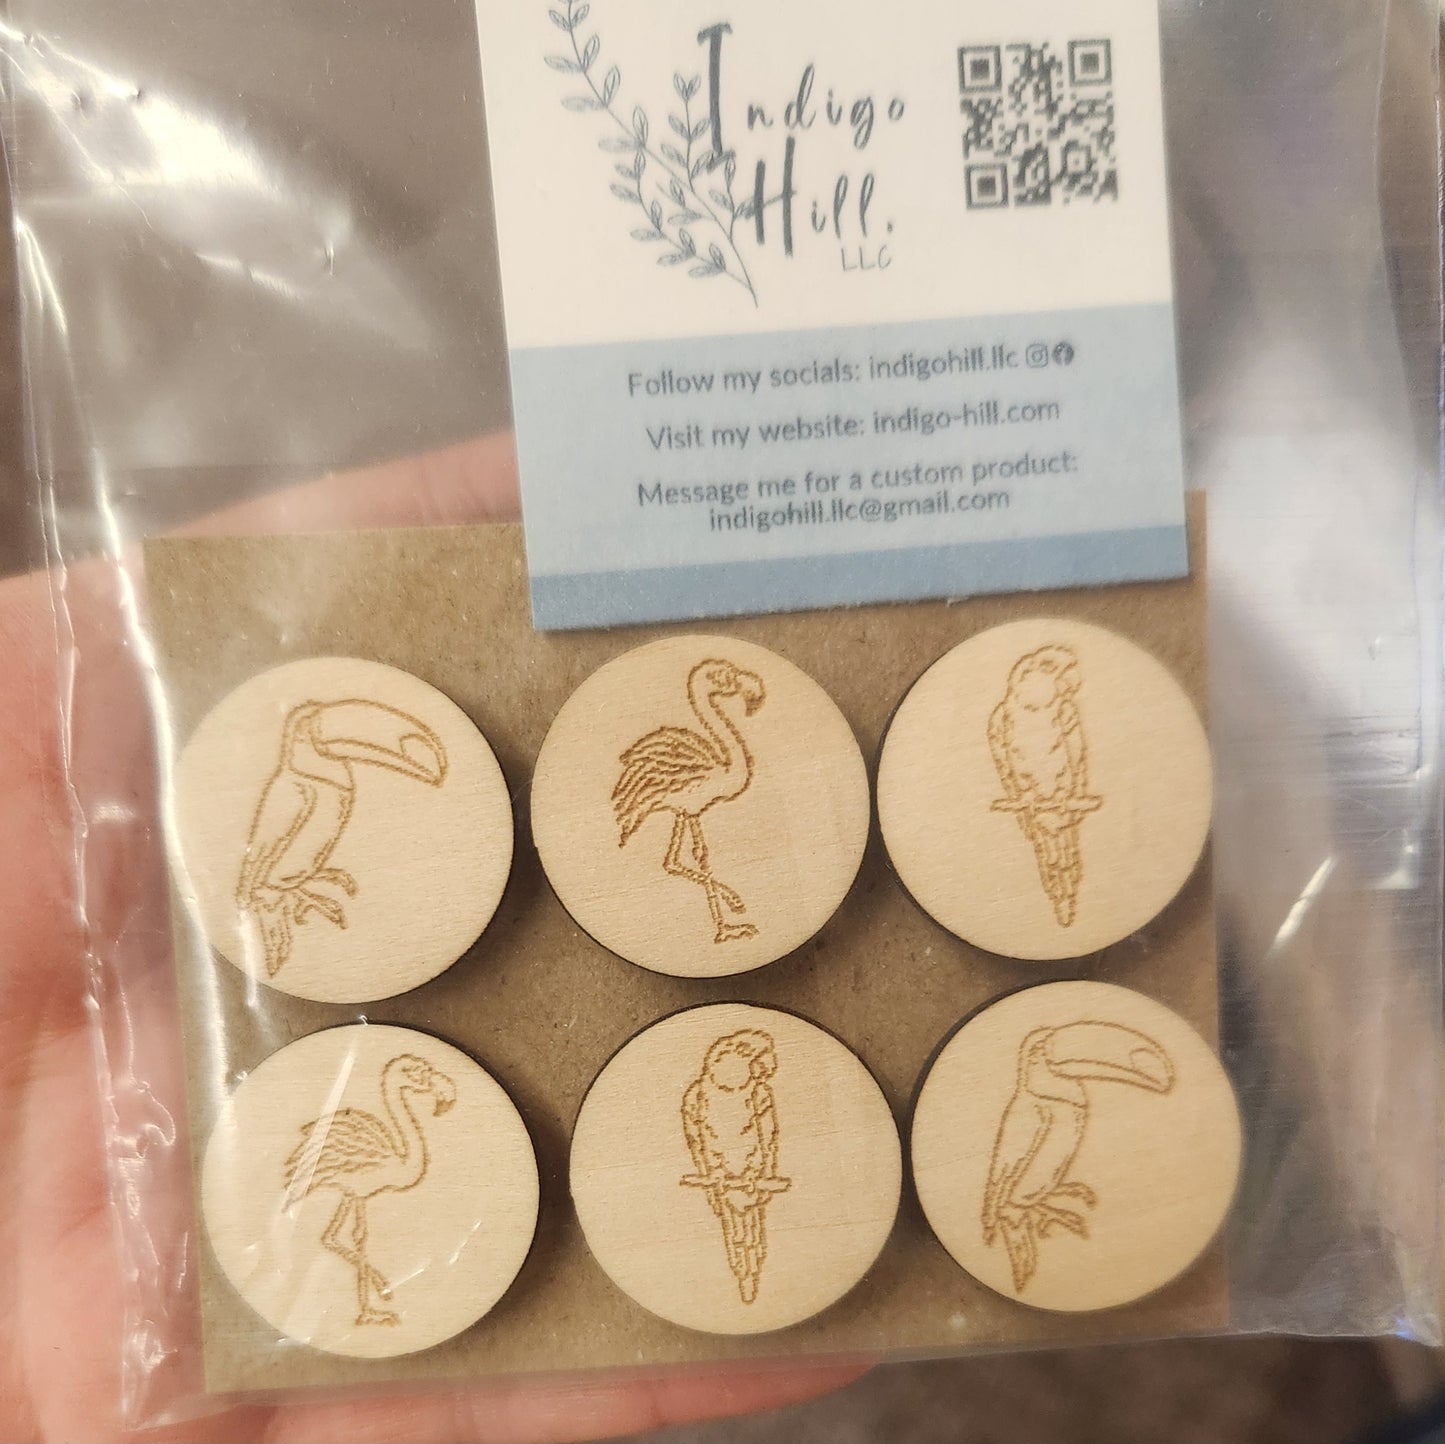 Indigo
Hill.
LLC
Follow my socials: indigohill.llc
Visit my website: indigo-hill.com
Message me for a custom product:
indigohill.llc@gmail.com